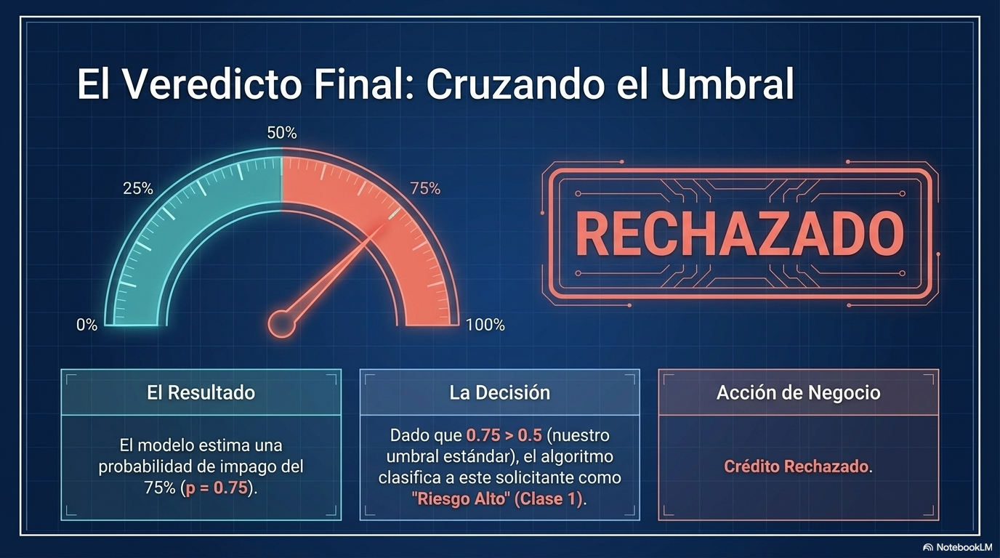 El Veredicto Final: Cruzando el Umbral
50%
25%
75%
0%
100%
RECHAZADO
El Resultado
El modelo estima una
probabilidad de impago del
75% (p = 0.75).
La Decisión
Dado que 0.75 > 0.5 (nuestro
umbral estándar), el algoritmo
clasifica a este solicitante como
"Riesgo Alto" (Clase 1).
Acción de Negocio
Crédito Rechazado.
NotebookLM